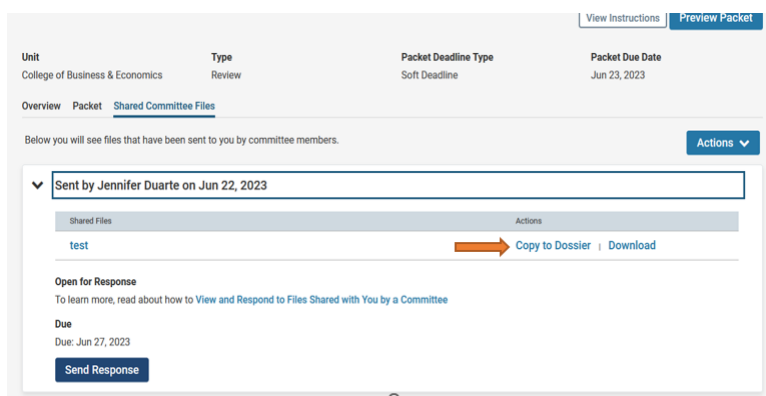 View Instructions Preview Packet
Unit Type Packet Deadline Type Packet Due Date
College of Business & Economics Review Soft Deadline Jun 23, 2023
Overview Packet Shared Committee Files
Below you will see files that have been sent to you by committee members.
Actions
Sent by Jennifer Duarte on Jun 22, 2023
Shared Files Actions
test Copy to Dossier | Download
Open for Response
To learn more, read about how to View and Respond to Files Shared with You by a Committee
Due
Due: Jun 27, 2023
Send Response